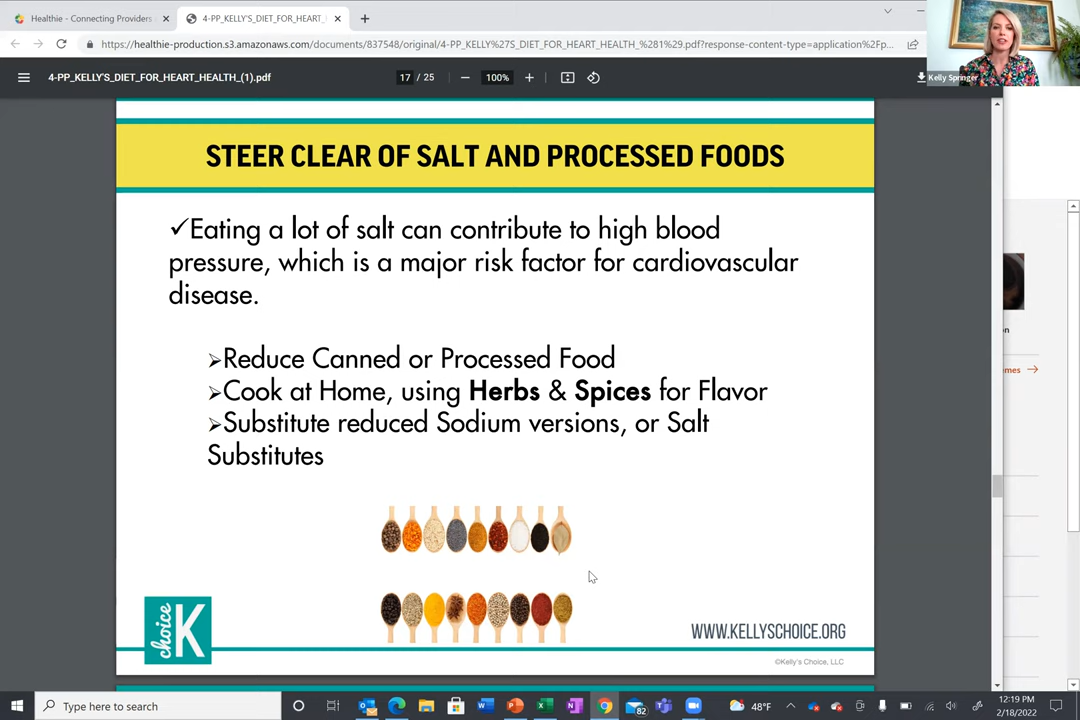 Healthie - Connecting Providers
4-PP_KELLY'S_DIET_FOR_HEART_H
https://healthie-production.s3.amazonaws.com/documents/837548/original/4-PP_KELLY%27S_DIET_FOR_HEART_HEALTH_%281%29.pdf?response-content-type=application%2Fp...
Kelly Springer
4-PP_KELLY'S_DIET_FOR_HEART_HEALTH_(1).pdf
17 / 25
100%
STEER CLEAR OF SALT AND PROCESSED FOODS
✓Eating a lot of salt can contribute to high blood
pressure, which is a major risk factor for cardiovascular
disease.
➢Reduce Canned or Processed Food
➢Cook at Home, using Herbs & Spices for Flavor
➢Substitute reduced Sodium versions, or Salt
Substitutes
choice K
WWW.KELLYSCHOICE.ORG
©Kelly's Choice, LLC
on
mes →
Type here to search
82
48°F
12:19 PM
2/18/2022